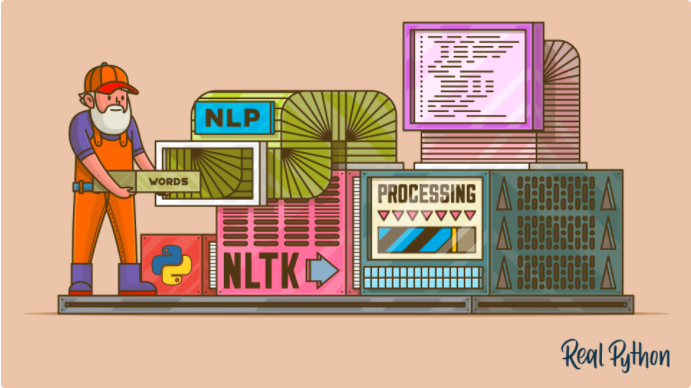 NLP
WORDS
PROCESSING
NLTK
Real Python